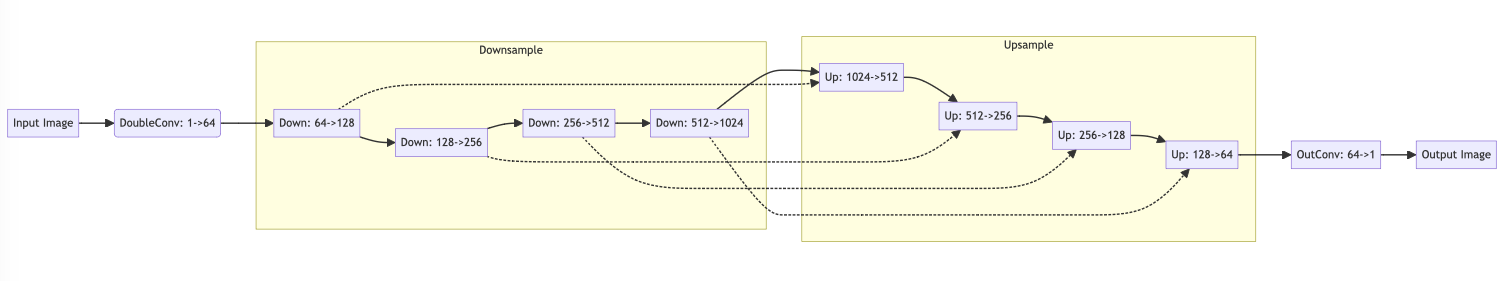 Downsample
Upsample
Input Image
DoubleConv: 1->64
Down: 64->128
Down: 128->256
Down: 256->512
Down: 512->1024
Up: 1024->512
Up: 512->256
Up: 256->128
Up: 128->64
OutConv: 64->1
Output Image